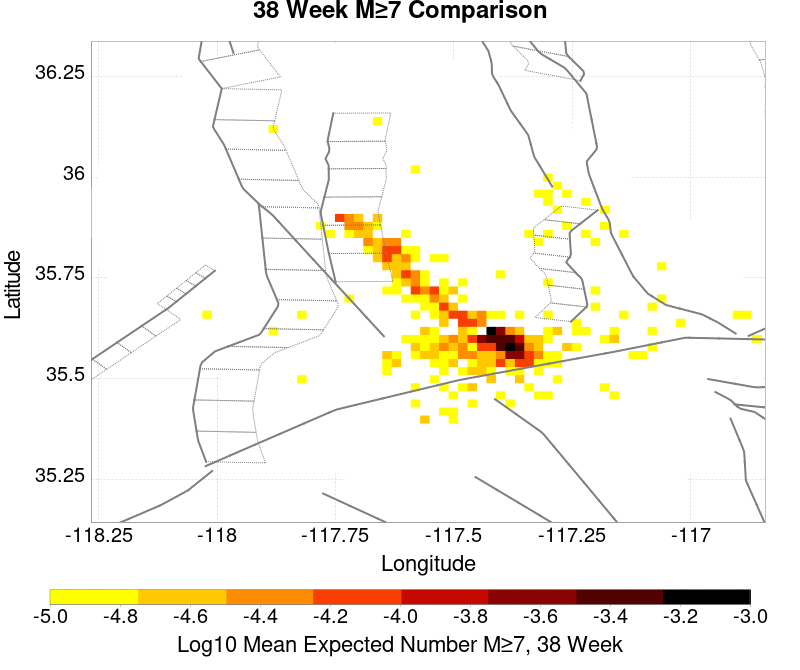 38 Week M≥7 Comparison
36.25
36
35.75
35.5
35.25
Latitude
-118.25 -118 -117.75 -117.5 -117.25 -117
Longitude
-5.0 -4.8 -4.6 -4.4 -4.2 -4.0 -3.8 -3.6 -3.4 -3.2 -3.0
Log10 Mean Expected Number M≥7, 38 Week